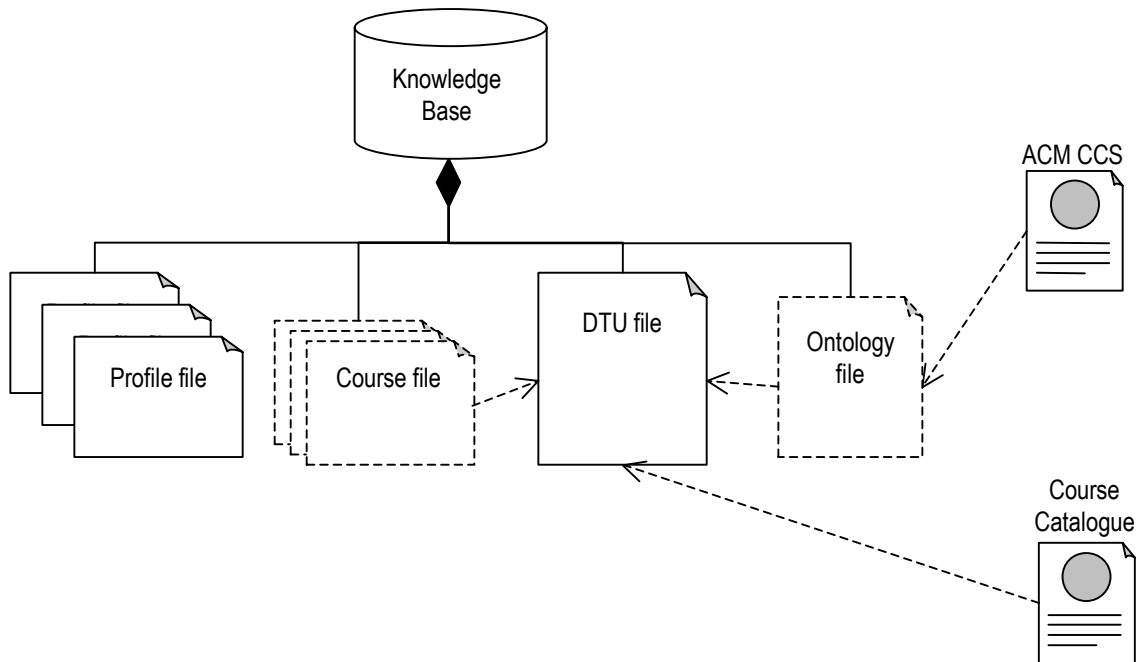 Knowledge
Base
ACM CCS
Profile file
Course file
DTU file
Ontology
file
Course
Catalogue